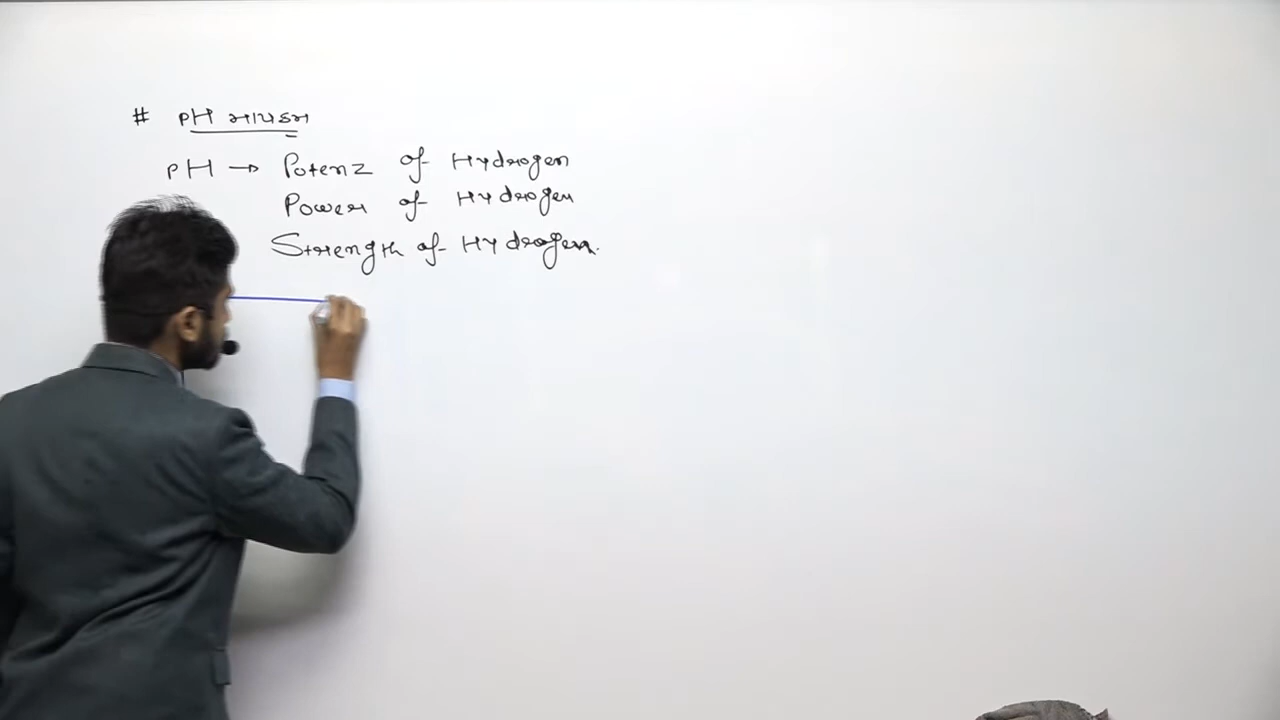 # pH માપક્રમ
pH → Potenz of Hydrogen
Power of Hydrogen
Strength of Hydrogen.